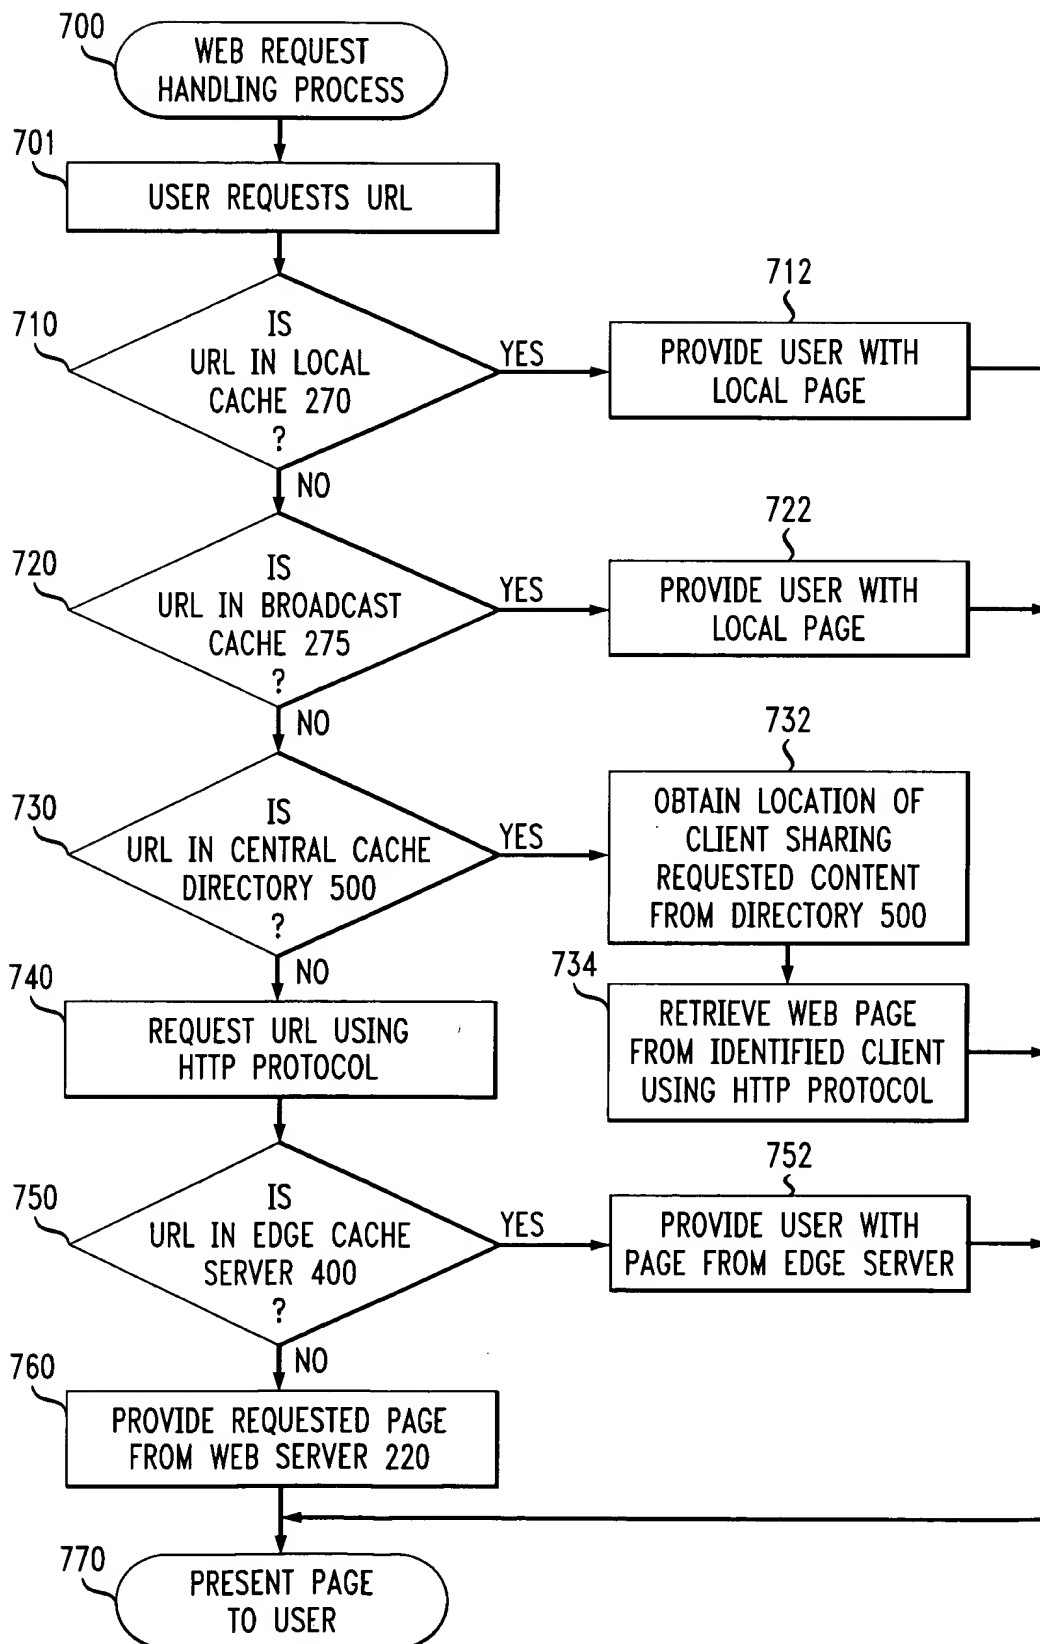 700
WEB REQUEST
HANDLING PROCESS
701
USER REQUESTS URL
710
IS
URL IN LOCAL
CACHE 270
?
YES
712
PROVIDE USER WITH
LOCAL PAGE
NO
720
IS
URL IN BROADCAST
CACHE 275
?
YES
722
PROVIDE USER WITH
LOCAL PAGE
NO
730
IS
URL IN CENTRAL CACHE
DIRECTORY 500
?
YES
732
OBTAIN LOCATION OF
CLIENT SHARING
REQUESTED CONTENT
FROM DIRECTORY 500
734
RETRIEVE WEB PAGE
FROM IDENTIFIED CLIENT
USING HTTP PROTOCOL
NO
740
REQUEST URL USING
HTTP PROTOCOL
750
IS
URL IN EDGE CACHE
SERVER 400
?
YES
752
PROVIDE USER WITH
PAGE FROM EDGE SERVER
NO
760
PROVIDE REQUESTED PAGE
FROM WEB SERVER 220
770
PRESENT PAGE
TO USER